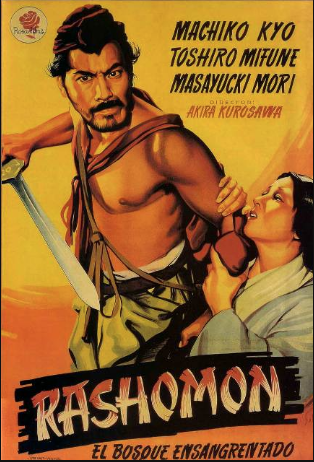 MACHIKO KYO
TOSHIRO MIFUNE
MASAYUCKI MORI
AKIRA KUROSAWA
RASHOMON
EL BOSQUE ENSANGRENTADO